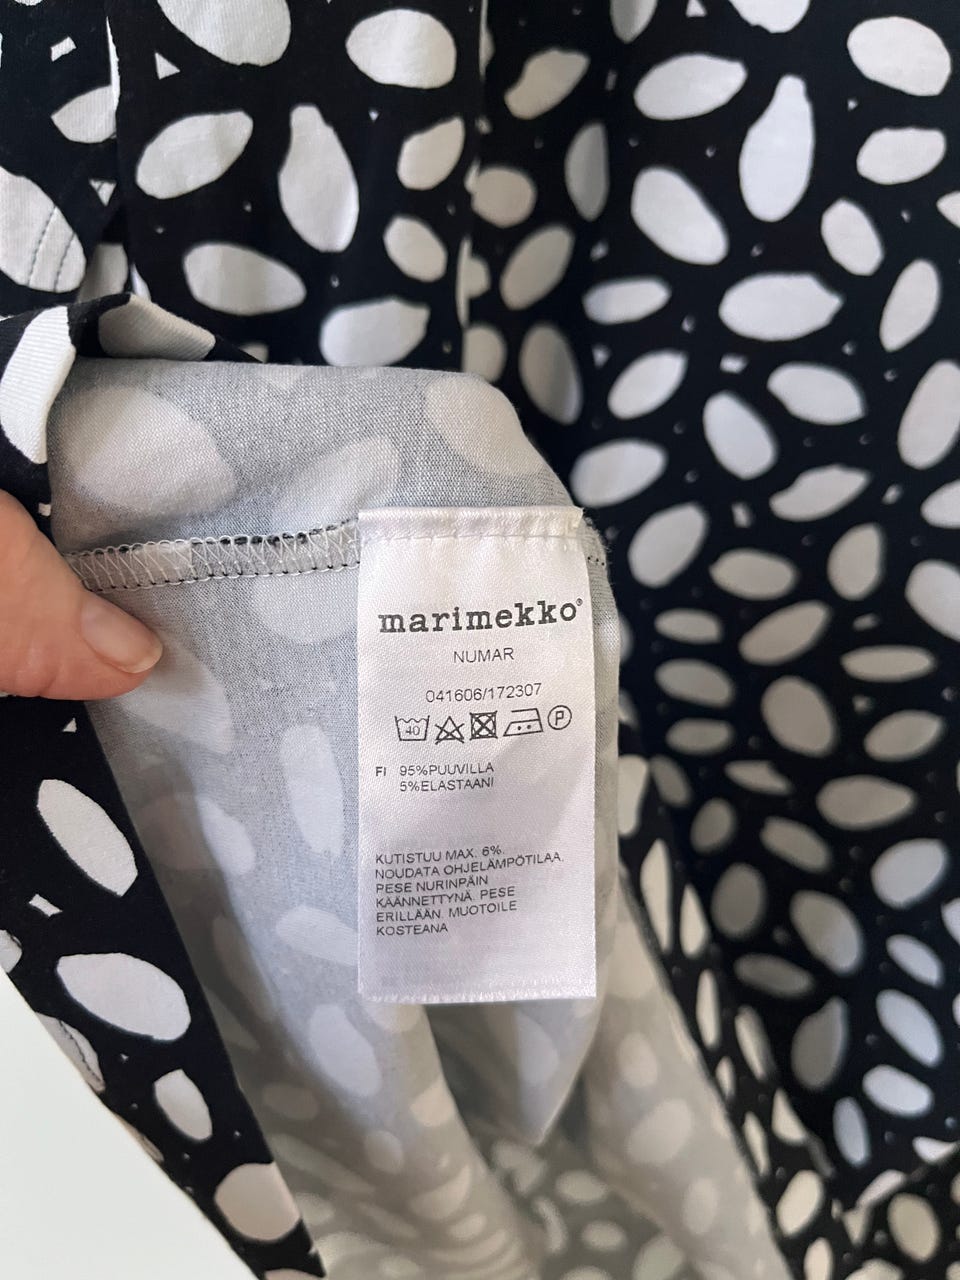 marimekko®
NUMAR
041606/172307
40 P
FI 95%PUUVILLA
5%ELASTAANI
KUTISTUU MAX. 6%.
NOUDATA OHJELÄMPÖTILAA.
PESE NURINPÄIN
KÄÄNNETTYNÄ. PESE
ERILLÄÄN. MUOTOILE
KOSTEANA